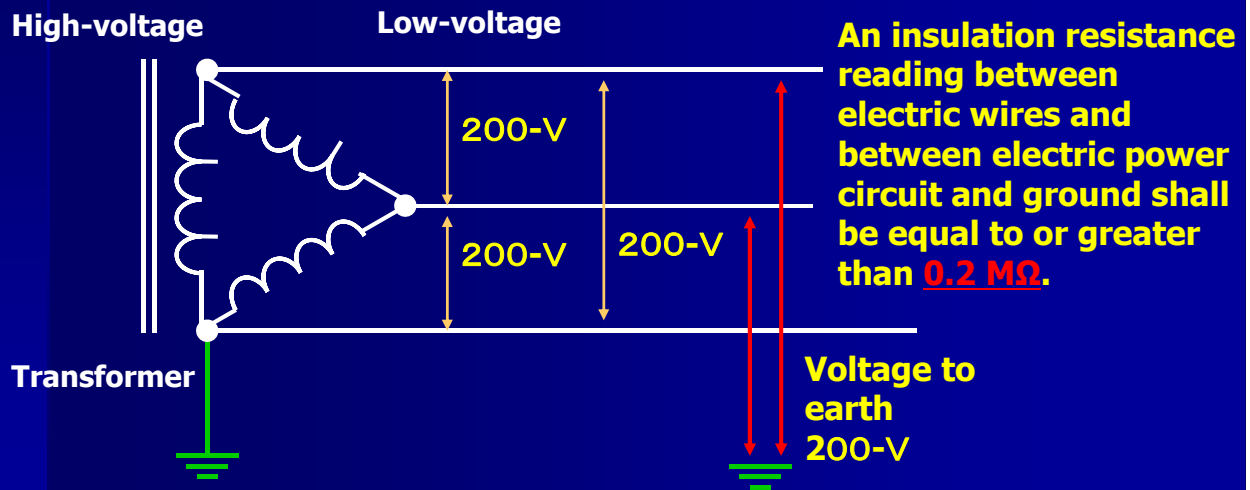 High-voltage
Low-voltage
An insulation resistance
reading between
electric wires and
between electric power
circuit and ground shall
be equal to or greater
than 0.2 MΩ.
200-V
200-V
200-V
Transformer
Voltage to
earth
200-V